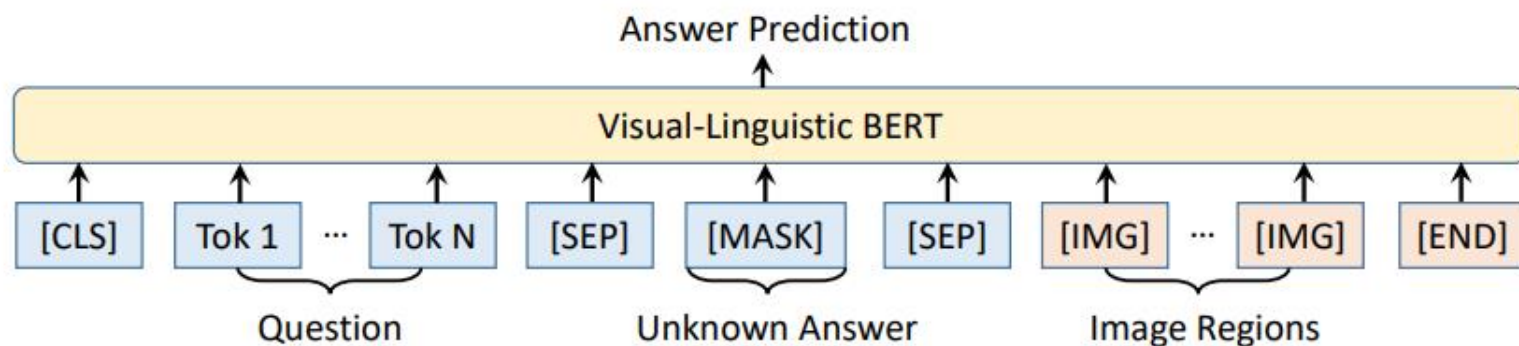 Answer Prediction
Visual-Linguistic BERT
[CLS] Tok 1 ... Tok N [SEP] [MASK] [SEP] [IMG] ... [IMG] [END]
Question Unknown Answer Image Regions